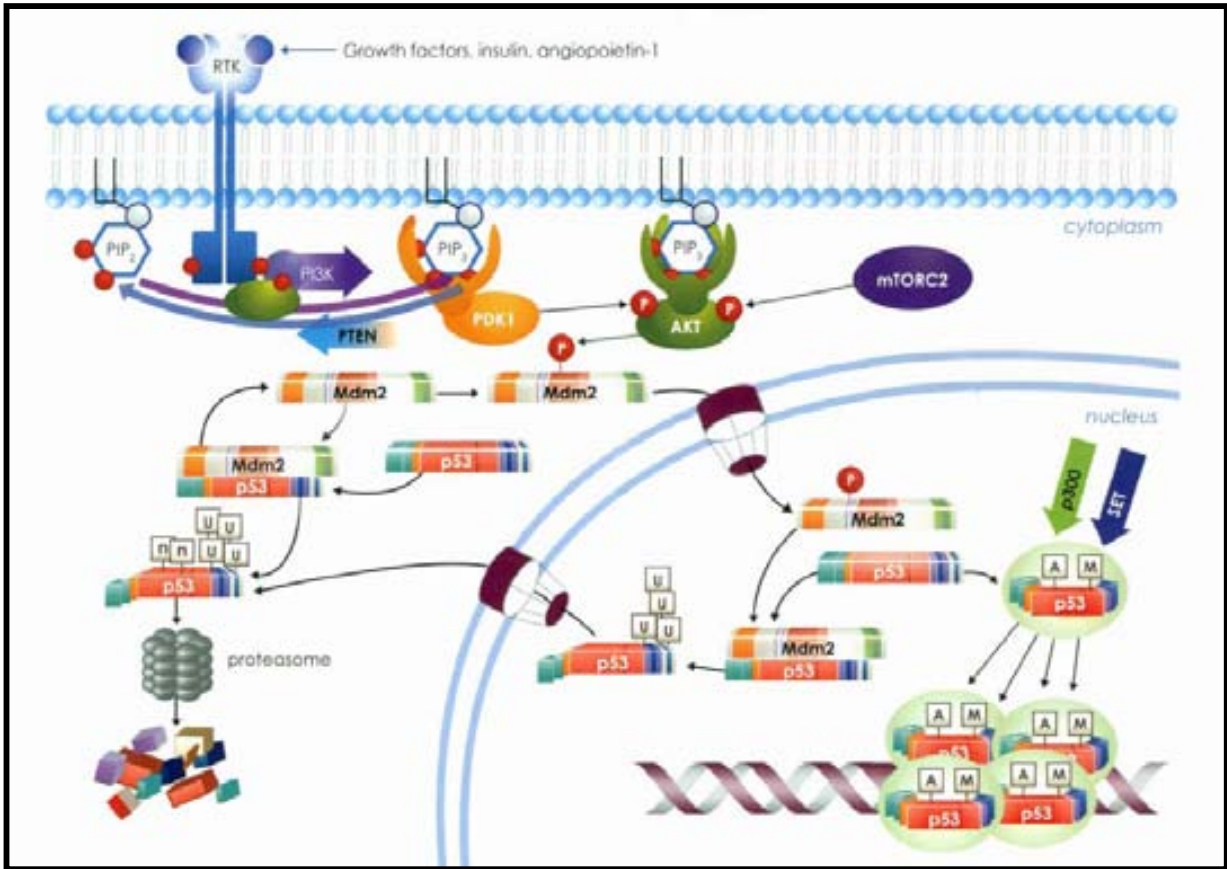 Growth factors, insulin, angiopoietin-1
RTK
cytoplasm
PIP2
PI3K
PIP3
PIP3
mTORC2
PDK1
P
P
AKT
PTEN
P
Mdm2
Mdm2
nucleus
Mdm2
p53
p53
p300
SET
P
Mdm2
U
U
n
n
U
U
p53
p53
A
M
p53
U
U
U
U
p53
Mdm2
p53
proteasome
A
M
p53
A
M
A
M
p53
A
M
p53